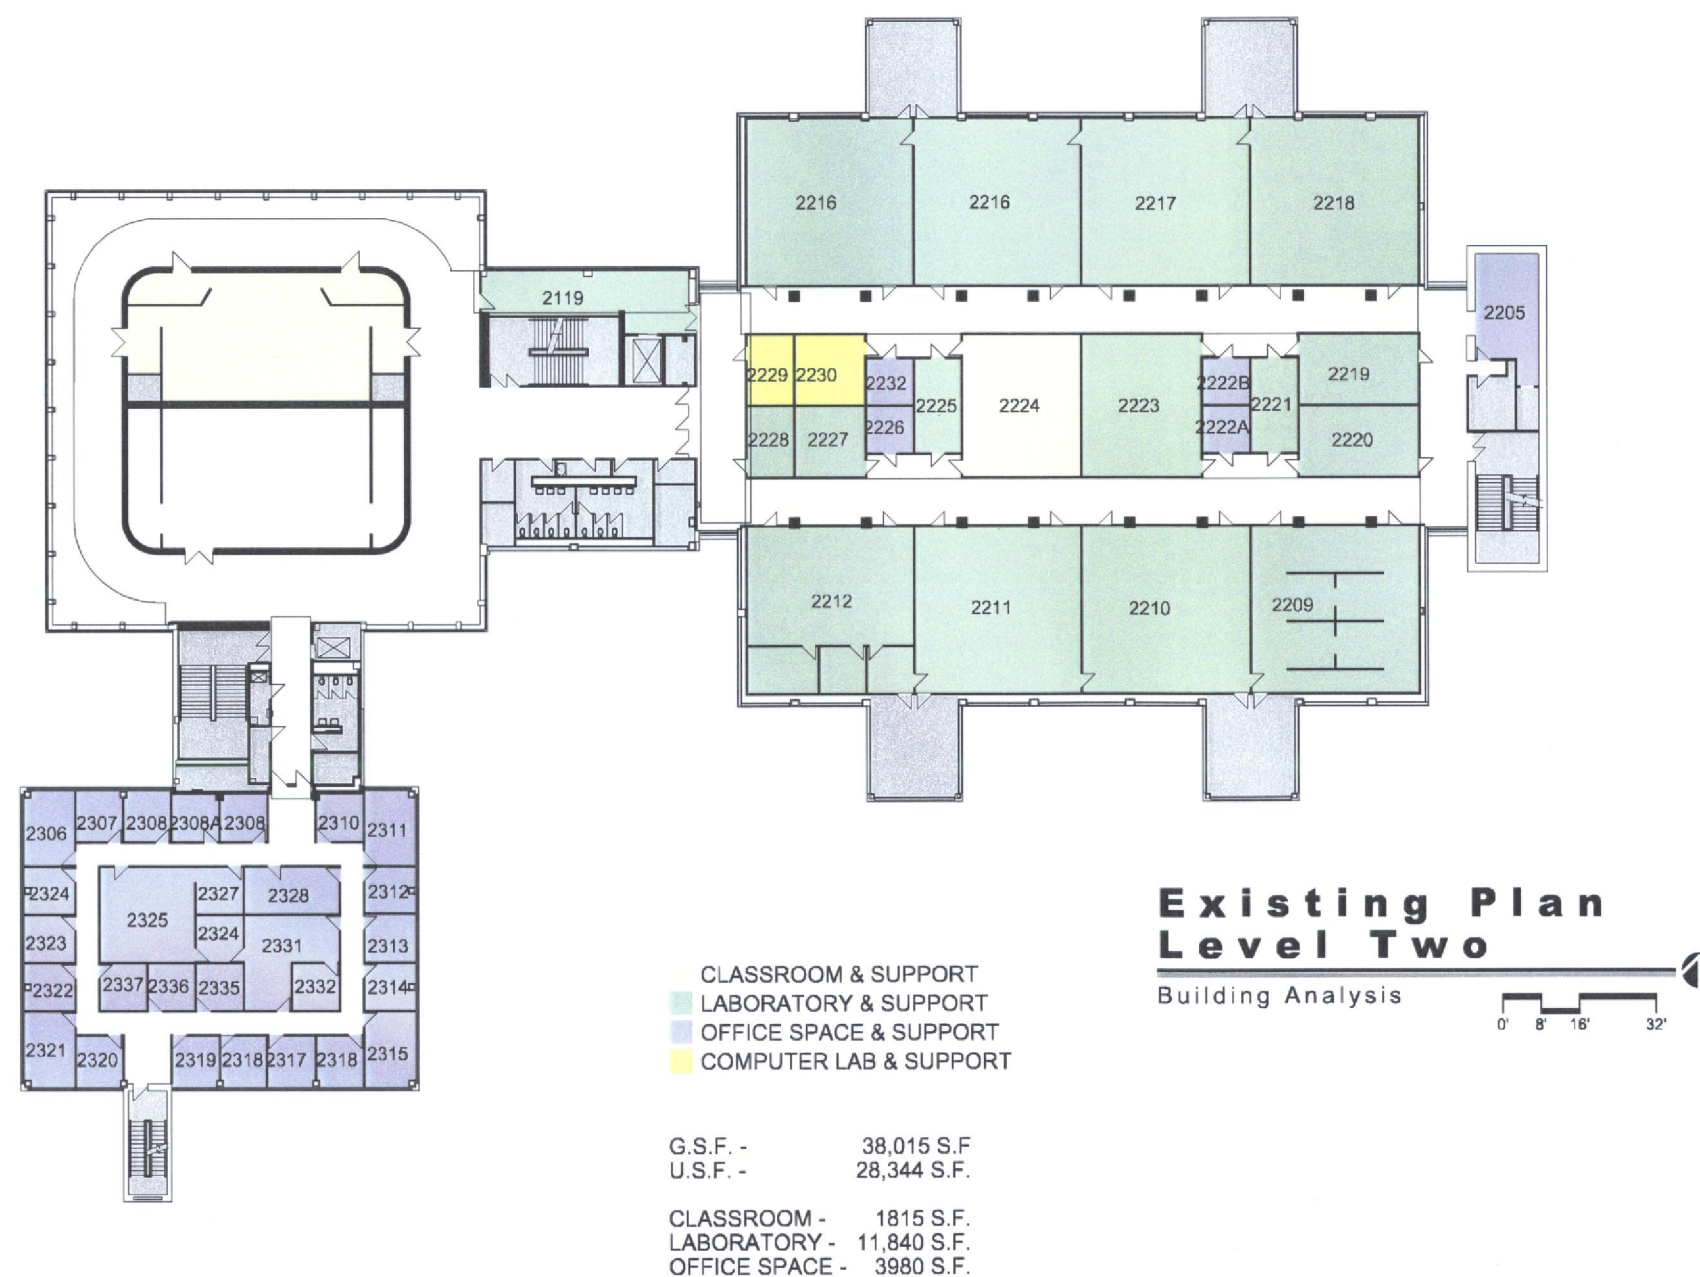 2216 2216 2217 2218
2119
2205
2229 2230 2232 2225 2224 2223 2222B 2221 2219
2228 2227 2226 2222A 2220
2212 2211 2210 2209
2306 2307 2308 2308A 2308 2310 2311
2324 2327 2328 2312
2325
2323 2324 2331 2313
2322 2337 2336 2335 2332 2314
2321 2320 2319 2318 2317 2318 2315
Existing Plan
Level Two
Building Analysis
0' 8' 16' 32'
CLASSROOM & SUPPORT
LABORATORY & SUPPORT
OFFICE SPACE & SUPPORT
COMPUTER LAB & SUPPORT
G.S.F. - 38,015 S.F
U.S.F. - 28,344 S.F.
CLASSROOM - 1815 S.F.
LABORATORY - 11,840 S.F.
OFFICE SPACE - 3980 S.F.